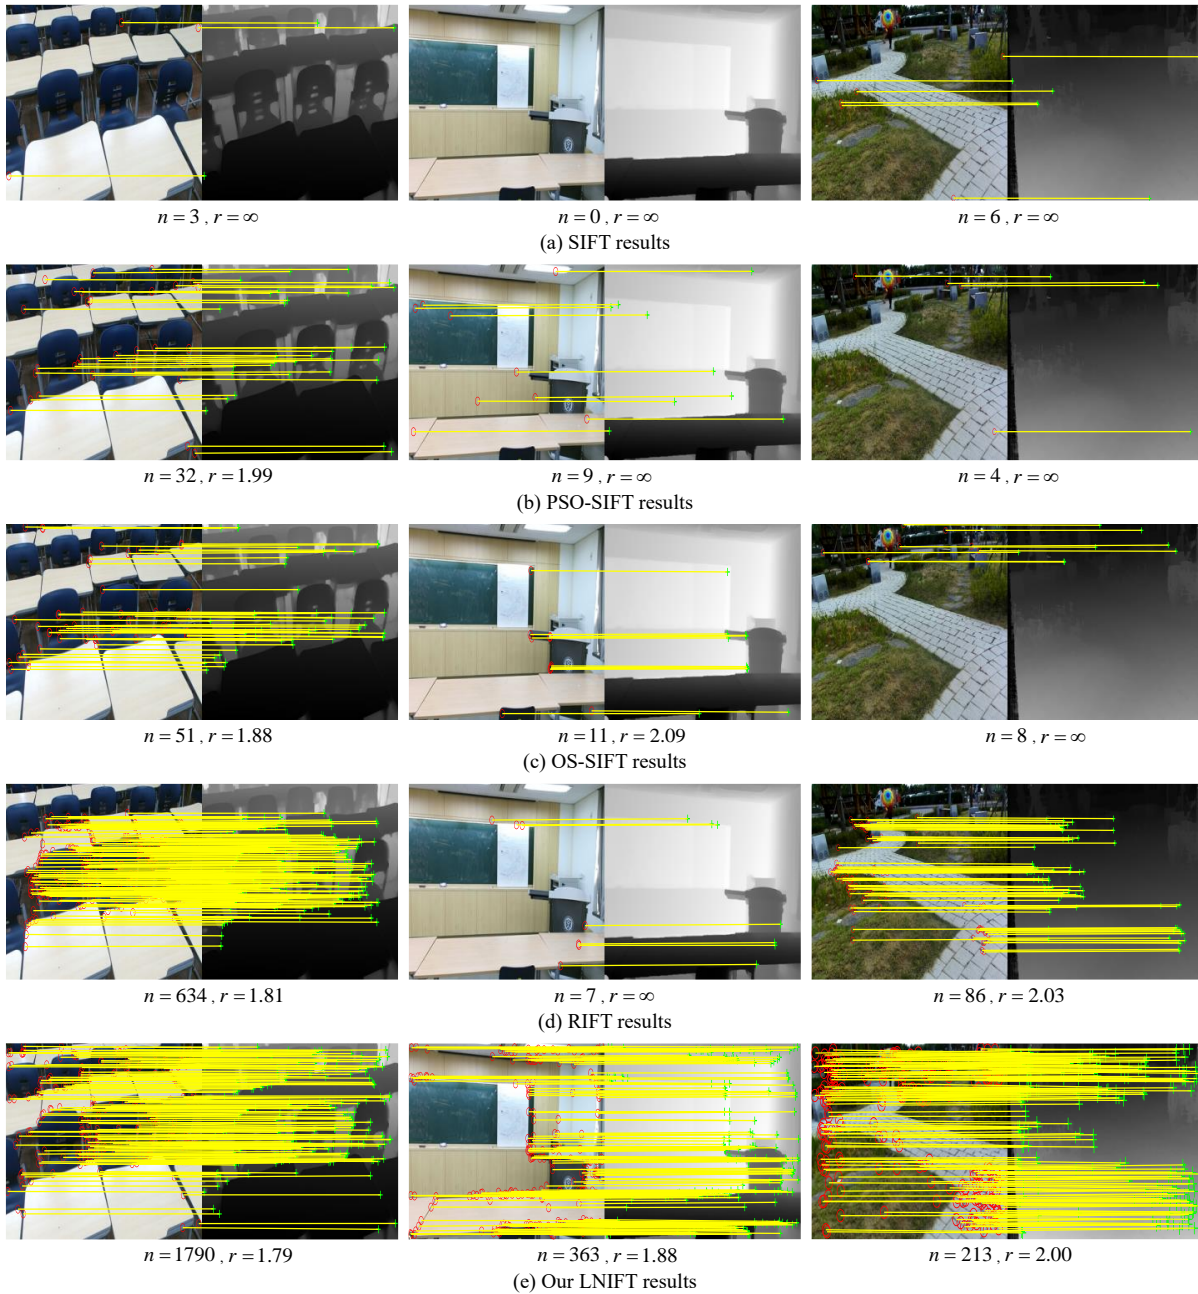 n = 3 , r = ∞ n = 0 , r = ∞ n = 6 , r = ∞
(a) SIFT results
n = 32 , r = 1.99 n = 9 , r = ∞ n = 4 , r = ∞
(b) PSO-SIFT results
n = 51 , r = 1.88 n = 11 , r = 2.09 n = 8 , r = ∞
(c) OS-SIFT results
n = 634 , r = 1.81 n = 7 , r = ∞ n = 86 , r = 2.03
(d) RIFT results
n = 1790 , r = 1.79 n = 363 , r = 1.88 n = 213 , r = 2.00
(e) Our LNIFT results